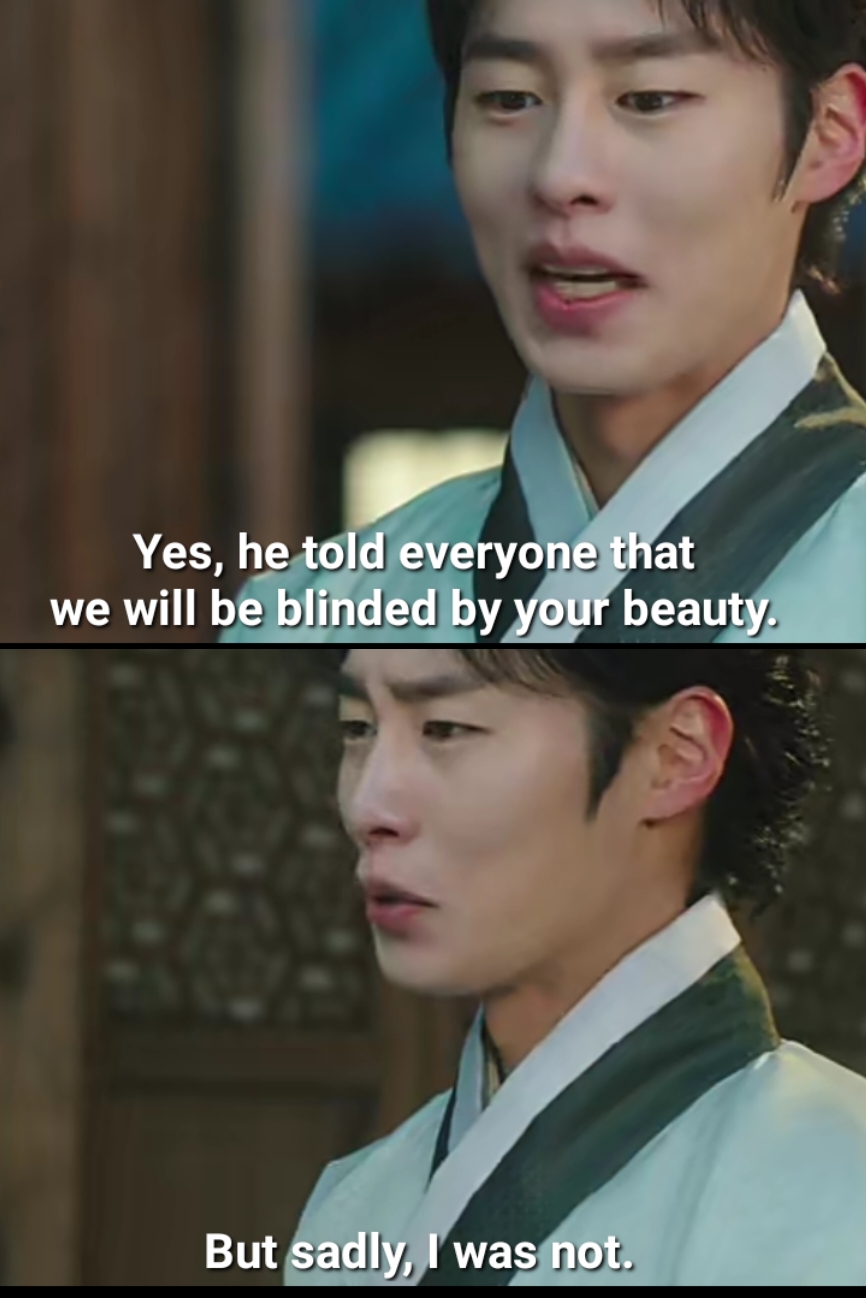 Yes, he told everyone that
we will be blinded by your beauty.
But sadly, I was not.